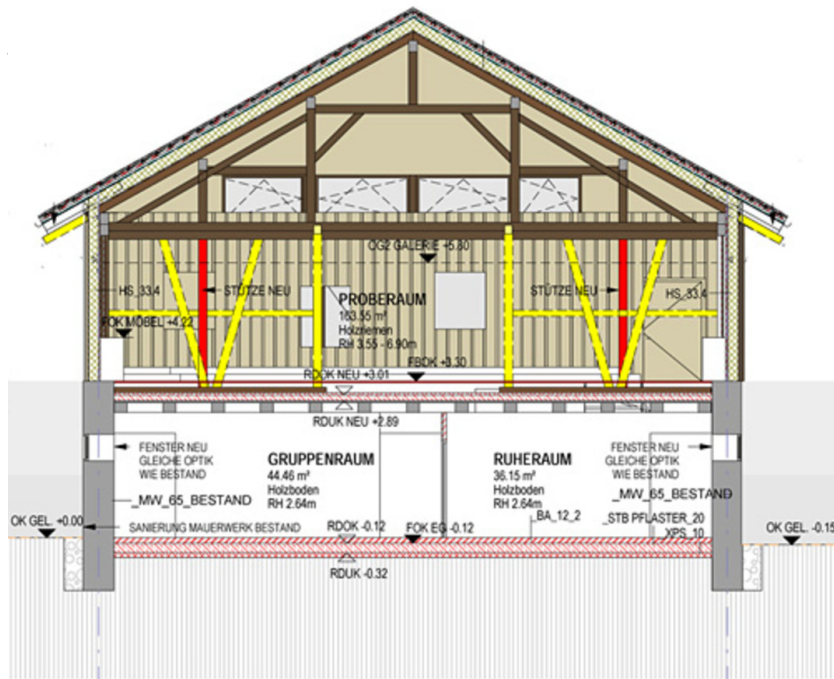 OG2 GALERIE +5.80
HS_33.4
STÜTZE NEU
PROBERAUM
163.55 m²
Holzriemen
RH 3.55 - 6.90m
STÜTZE NEU
HS_33.4
FOK MÖBEL +4.22
FBOK +3.30
RDOK NEU +3.01
RDUK NEU +2.89
FENSTER NEU
GLEICHE OPTIK
WIE BESTAND
GRUPPENRAUM
44.46 m²
Holzboden
RH 2.64m
RUHERAUM
36.15 m²
Holzboden
RH 2.64m
FENSTER NEU
GLEICHE OPTIK
WIE BESTAND
_MW_65_BESTAND
_MW_65_BESTAND
_BA_12_2
_STB PFLASTER_20
_XPS_10
OK GEL. +0.00
SANIERUNG MAUERWERK BESTAND
RDOK -0.12
FOK EG -0.12
OK GEL. -0.15
RDUK -0.32